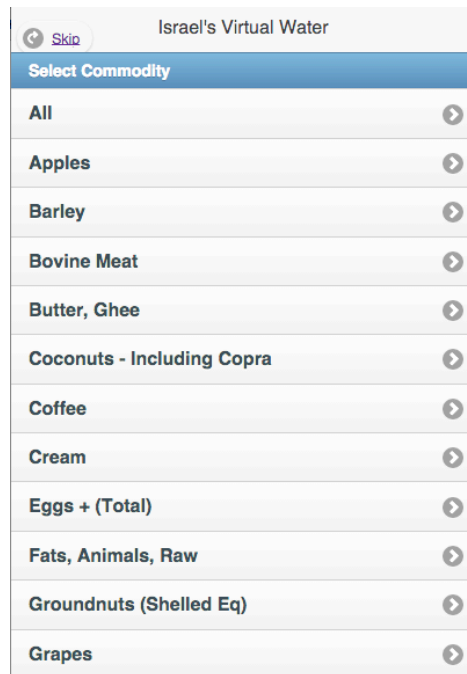 Skip
Israel's Virtual Water
Select Commodity
All
Apples
Barley
Bovine Meat
Butter, Ghee
Coconuts - Including Copra
Coffee
Cream
Eggs + (Total)
Fats, Animals, Raw
Groundnuts (Shelled Eq)
Grapes